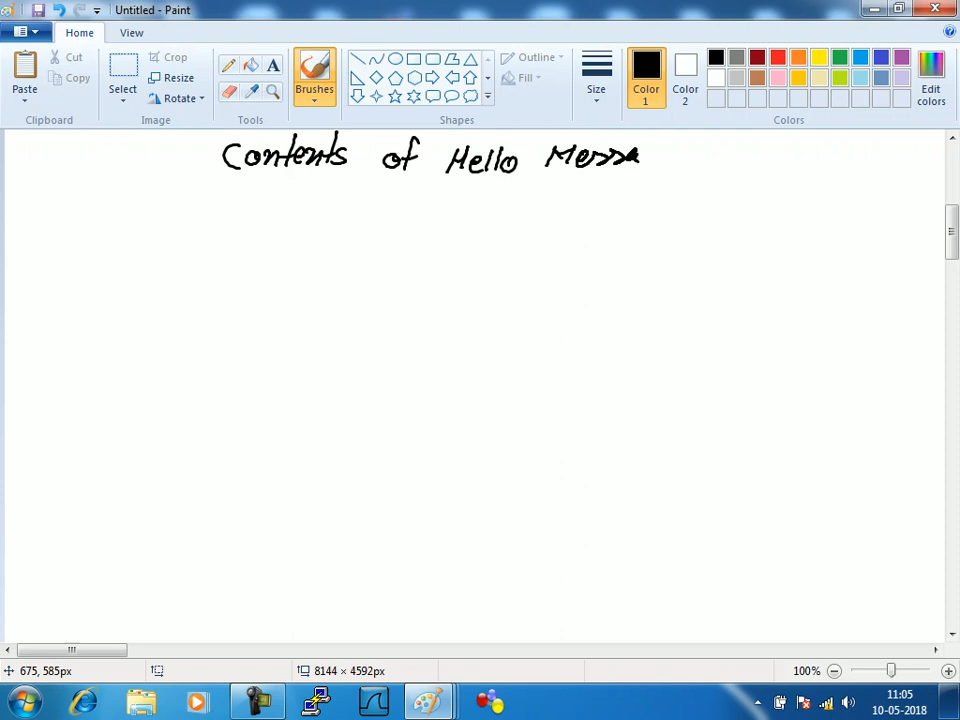 Untitled - Paint
Home View
Paste Cut Copy Select Crop Resize Rotate Brushes Outline Fill Size Color 1 Color 2 Edit colors
Clipboard Image Tools Shapes Colors
Contents of Hello Messa
675, 585px 8144 × 4592px 100%
11:05
10-05-2018